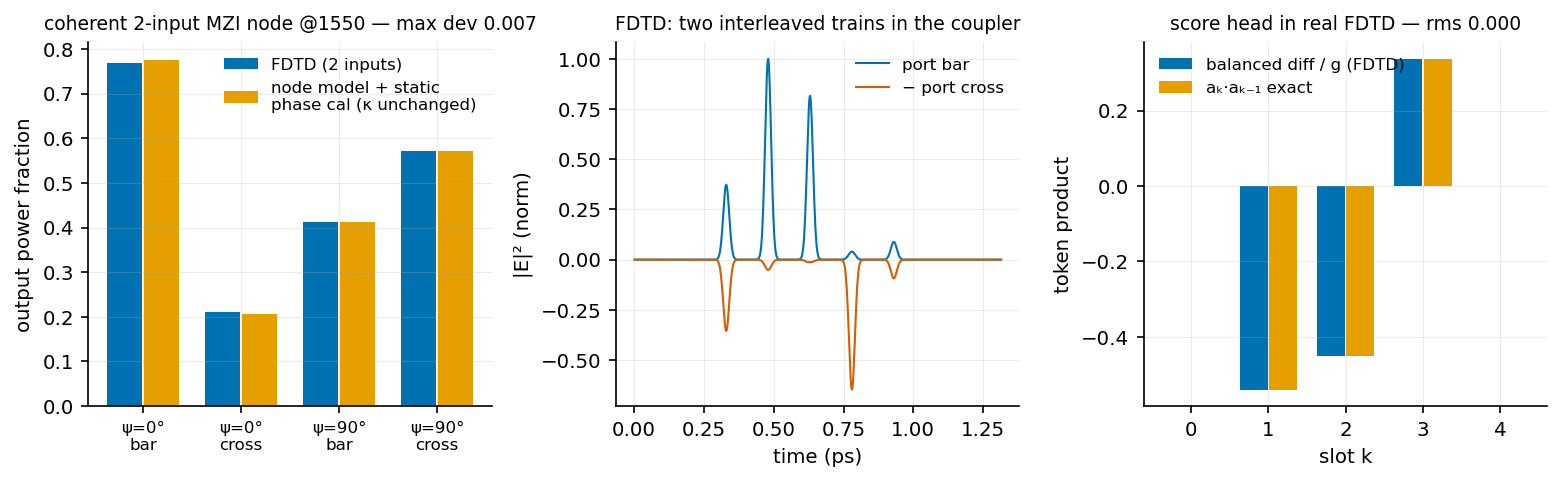 coherent 2-input MZI node @1550 — max dev 0.007
output power fraction
0.8
0.7
0.6
0.5
0.4
0.3
0.2
0.1
0.0
FDTD (2 inputs)
node model + static
phase cal (κ unchanged)
ψ=0°
bar
ψ=0°
cross
ψ=90°
bar
ψ=90°
cross
FDTD: two interleaved trains in the coupler
|E|² (norm)
1.00
0.75
0.50
0.25
0.00
−0.25
−0.50
port bar
− port cross
0.00 0.25 0.50 0.75 1.00 1.25
time (ps)
score head in real FDTD — rms 0.000
token product
0.2
0.0
−0.2
−0.4
balanced diff / g (FDTD)
aₖ·aₖ₋₁ exact
0 1 2 3 4
slot k